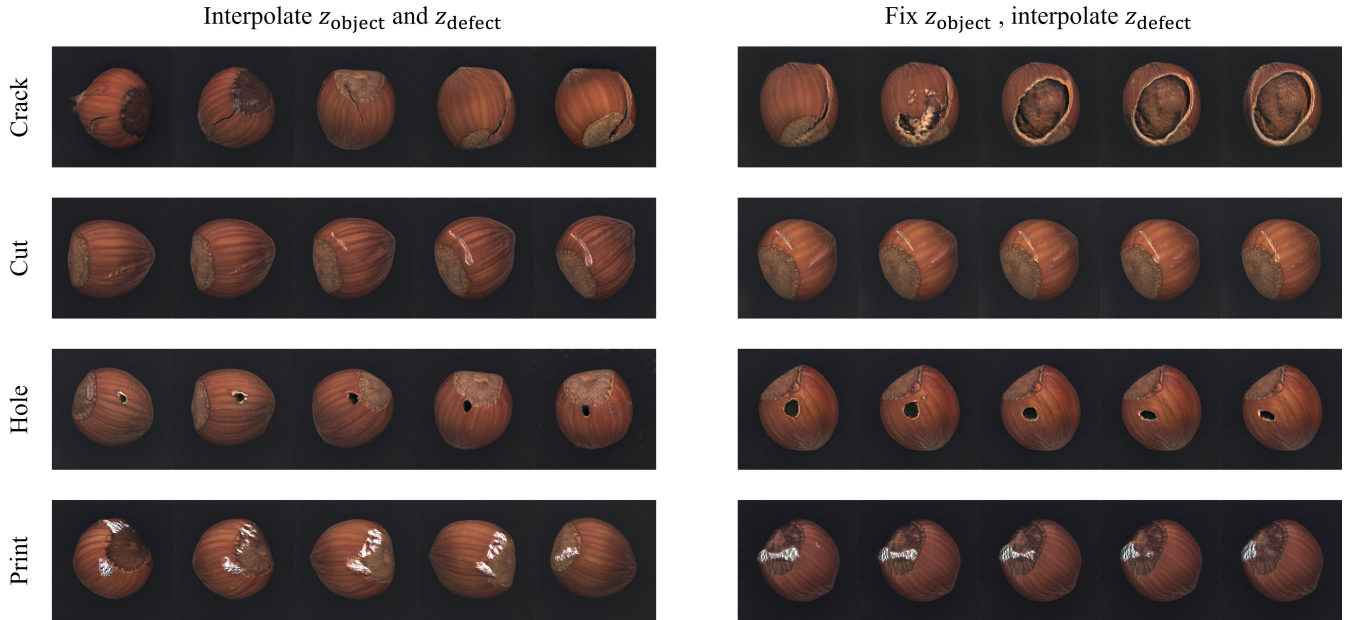 Interpolate z_object and z_defect
Fix z_object , interpolate z_defect
Crack
Cut
Hole
Print